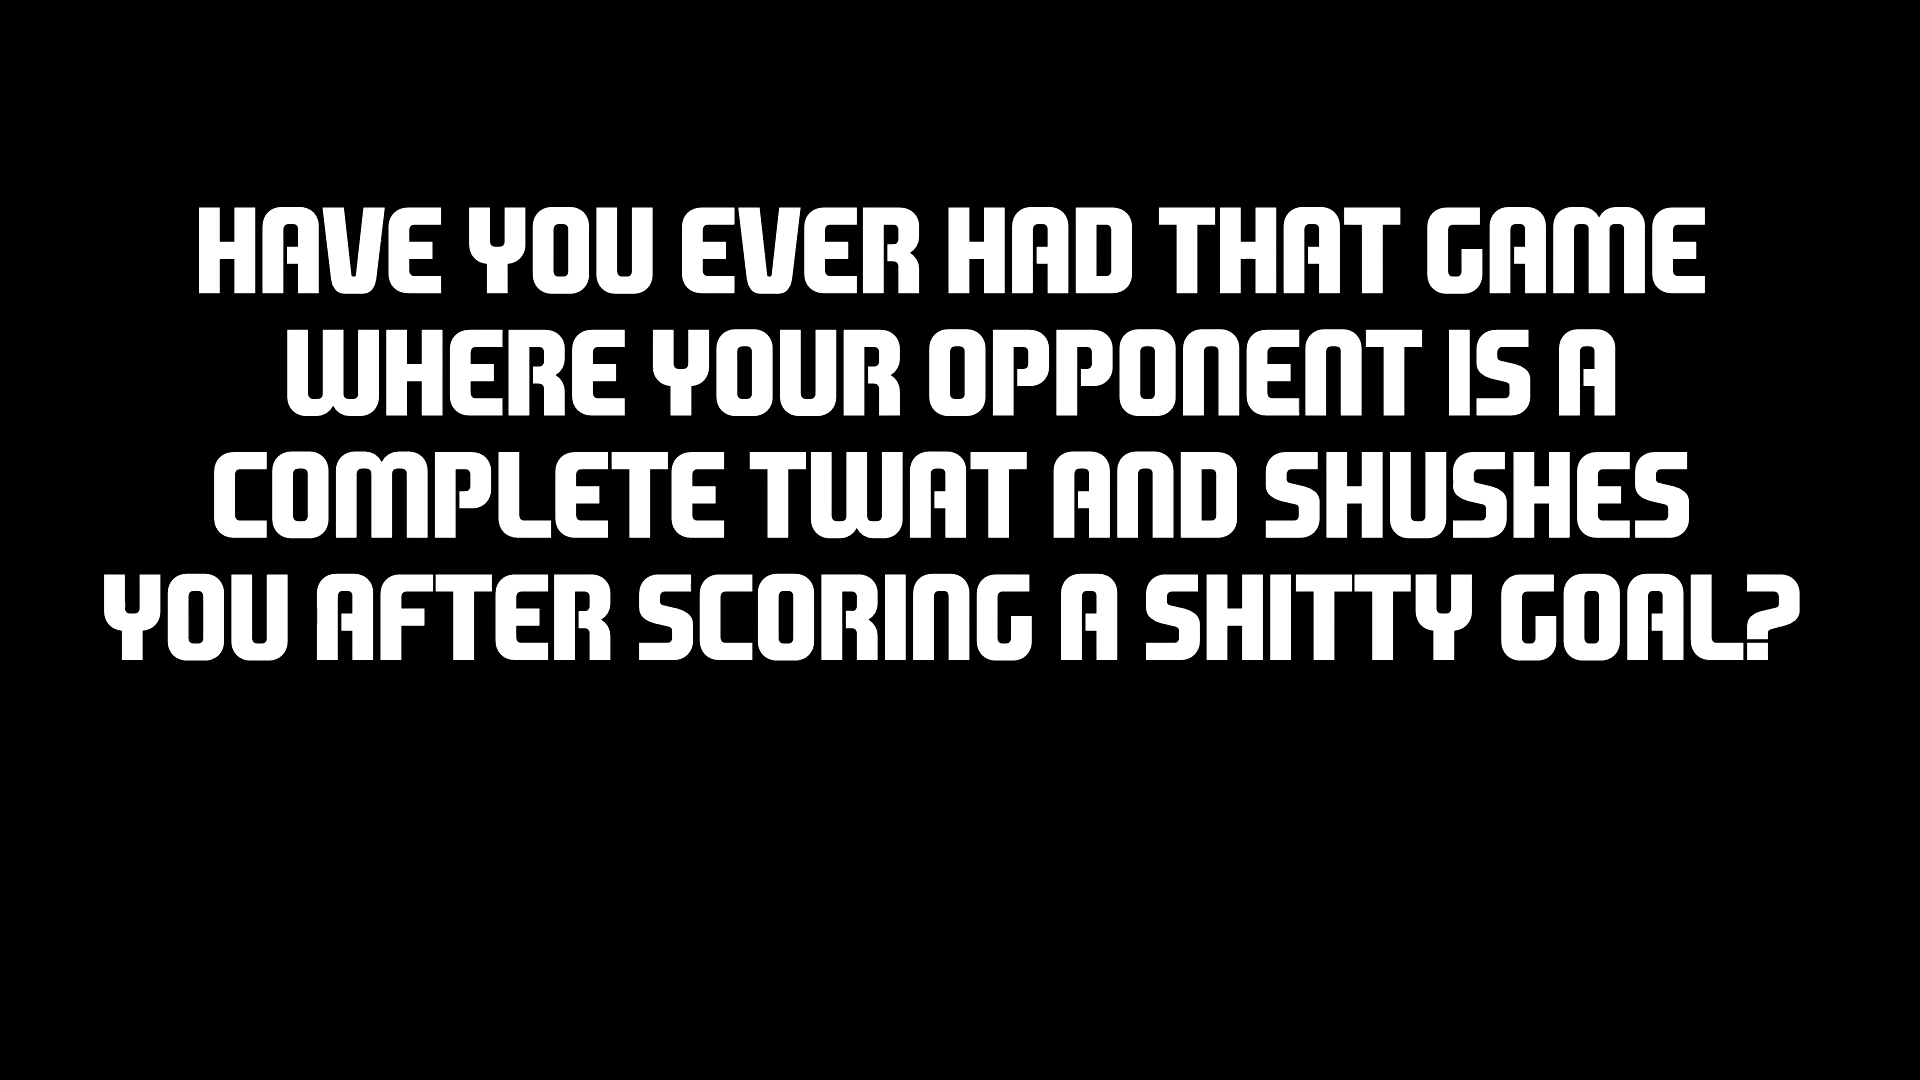 HAVE YOU EVER HAD THAT GAME
WHERE YOUR OPPONENT IS A
COMPLETE TWAT AND SHUSHES
YOU AFTER SCORING A SHITTY GOAL?